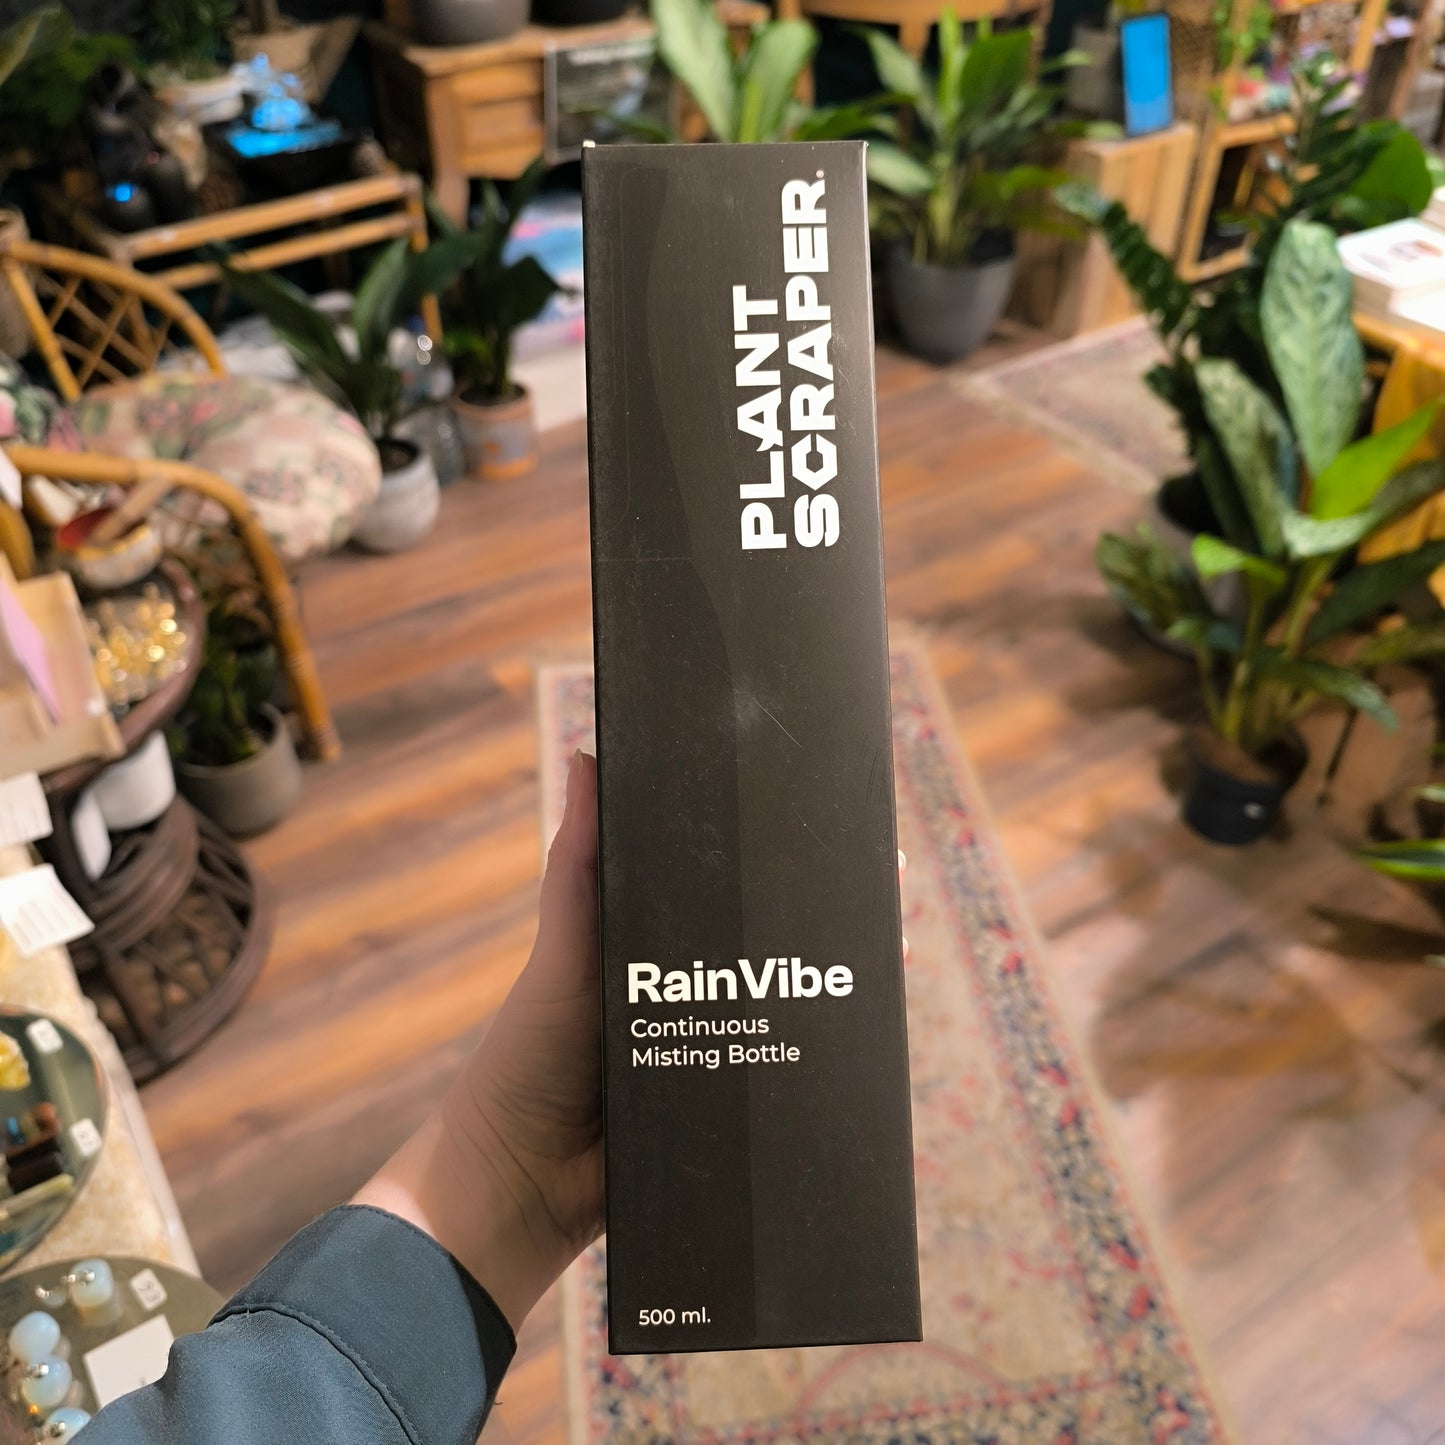 PLANT
SCRAPER.
RainVibe
Continuous
Misting Bottle
500 ml.